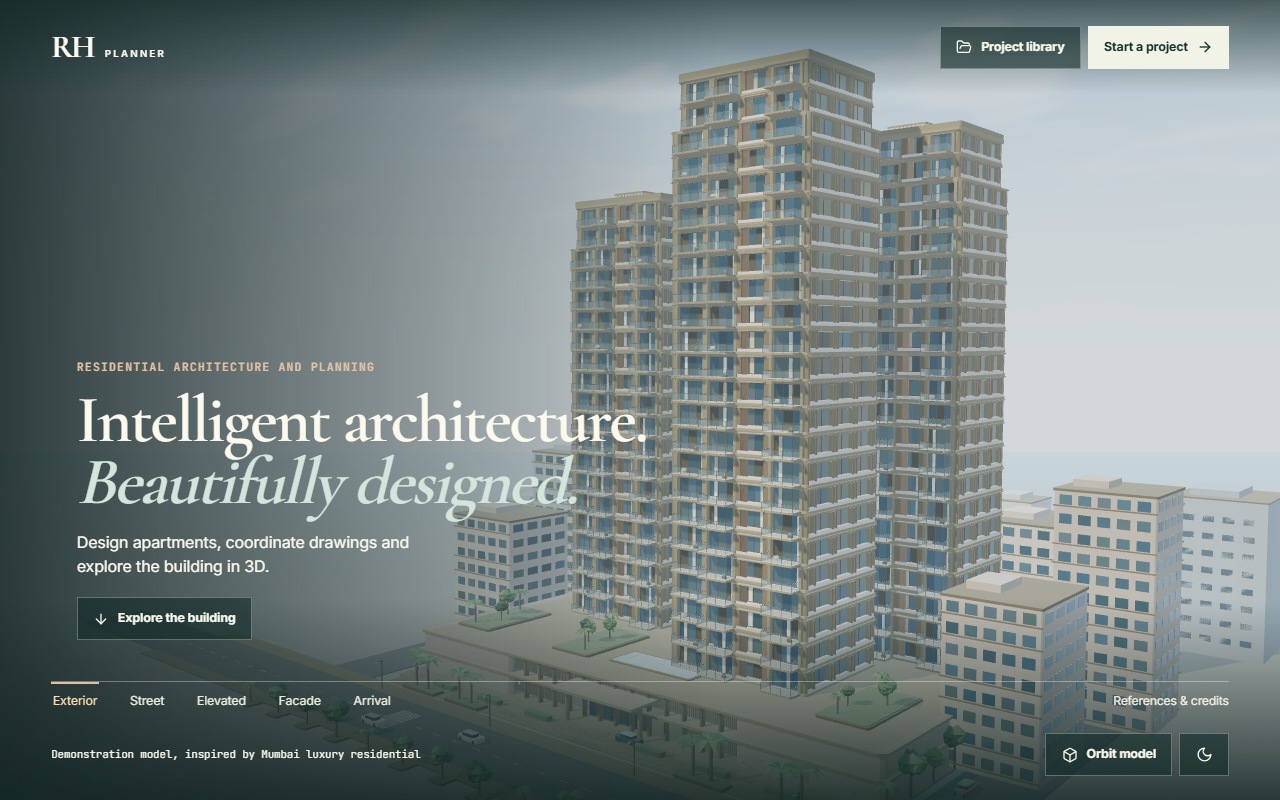 RH PLANNER
Project library
Start a project
RESIDENTIAL ARCHITECTURE AND PLANNING
Intelligent architecture.
Beautifully designed.
Design apartments, coordinate drawings and
explore the building in 3D.
Explore the building
Exterior Street Elevated Facade Arrival
References & credits
Demonstration model, inspired by Mumbai luxury residential
Orbit model